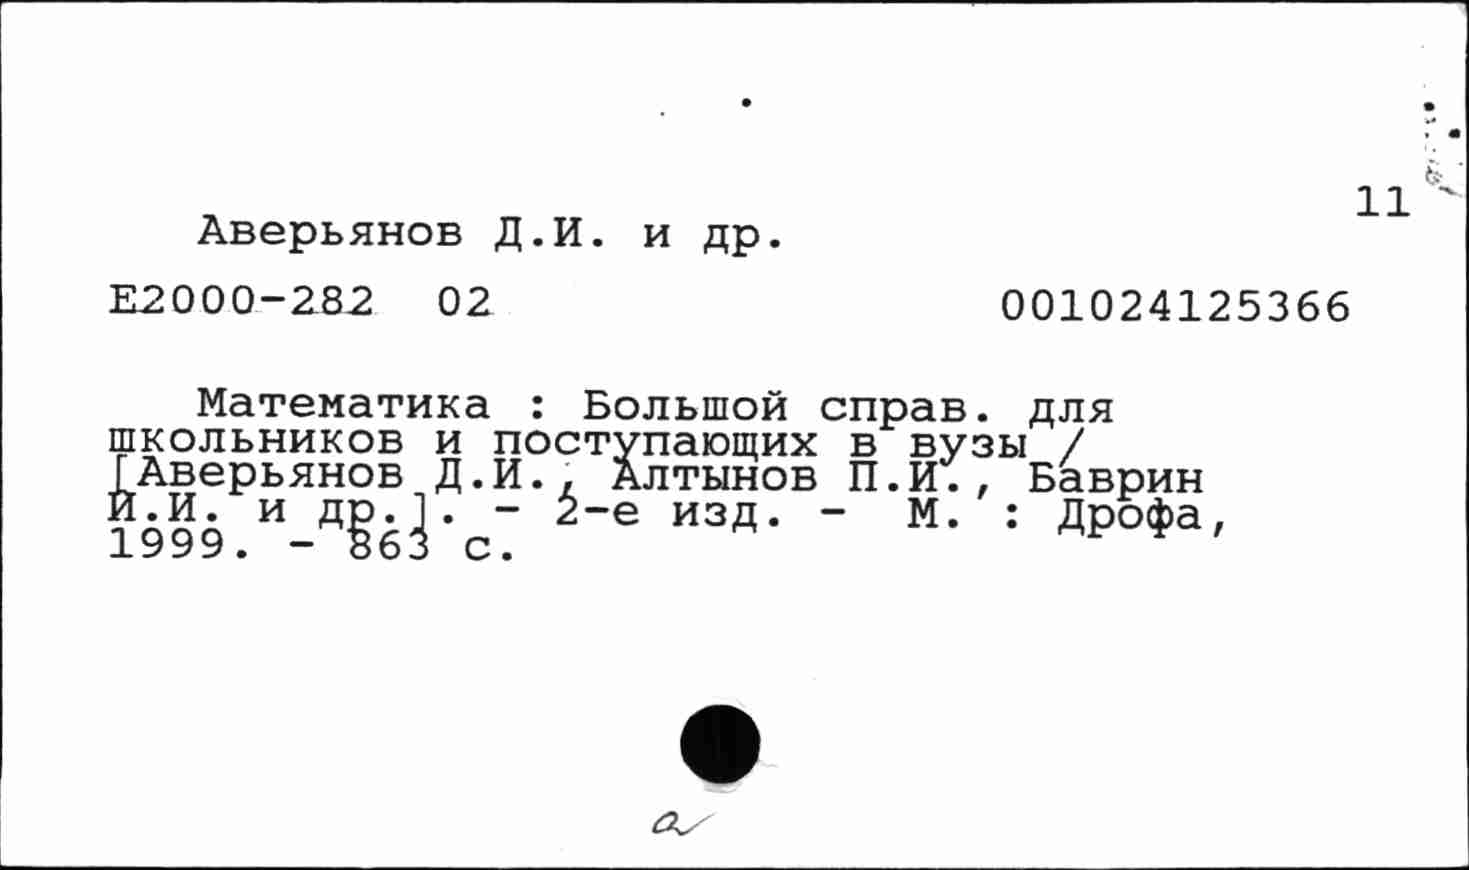 11
Аверьянов Д.И. и др.
Е2000-282 02 001024125366
Математика : Большой справ. для
школьников и поступающих в вузы /
[Аверьянов Д.И., Алтынов П.И., Баврин
И.И. и др.]. - 2-е изд. - М. : Дрофа,
1999. - 863 с.